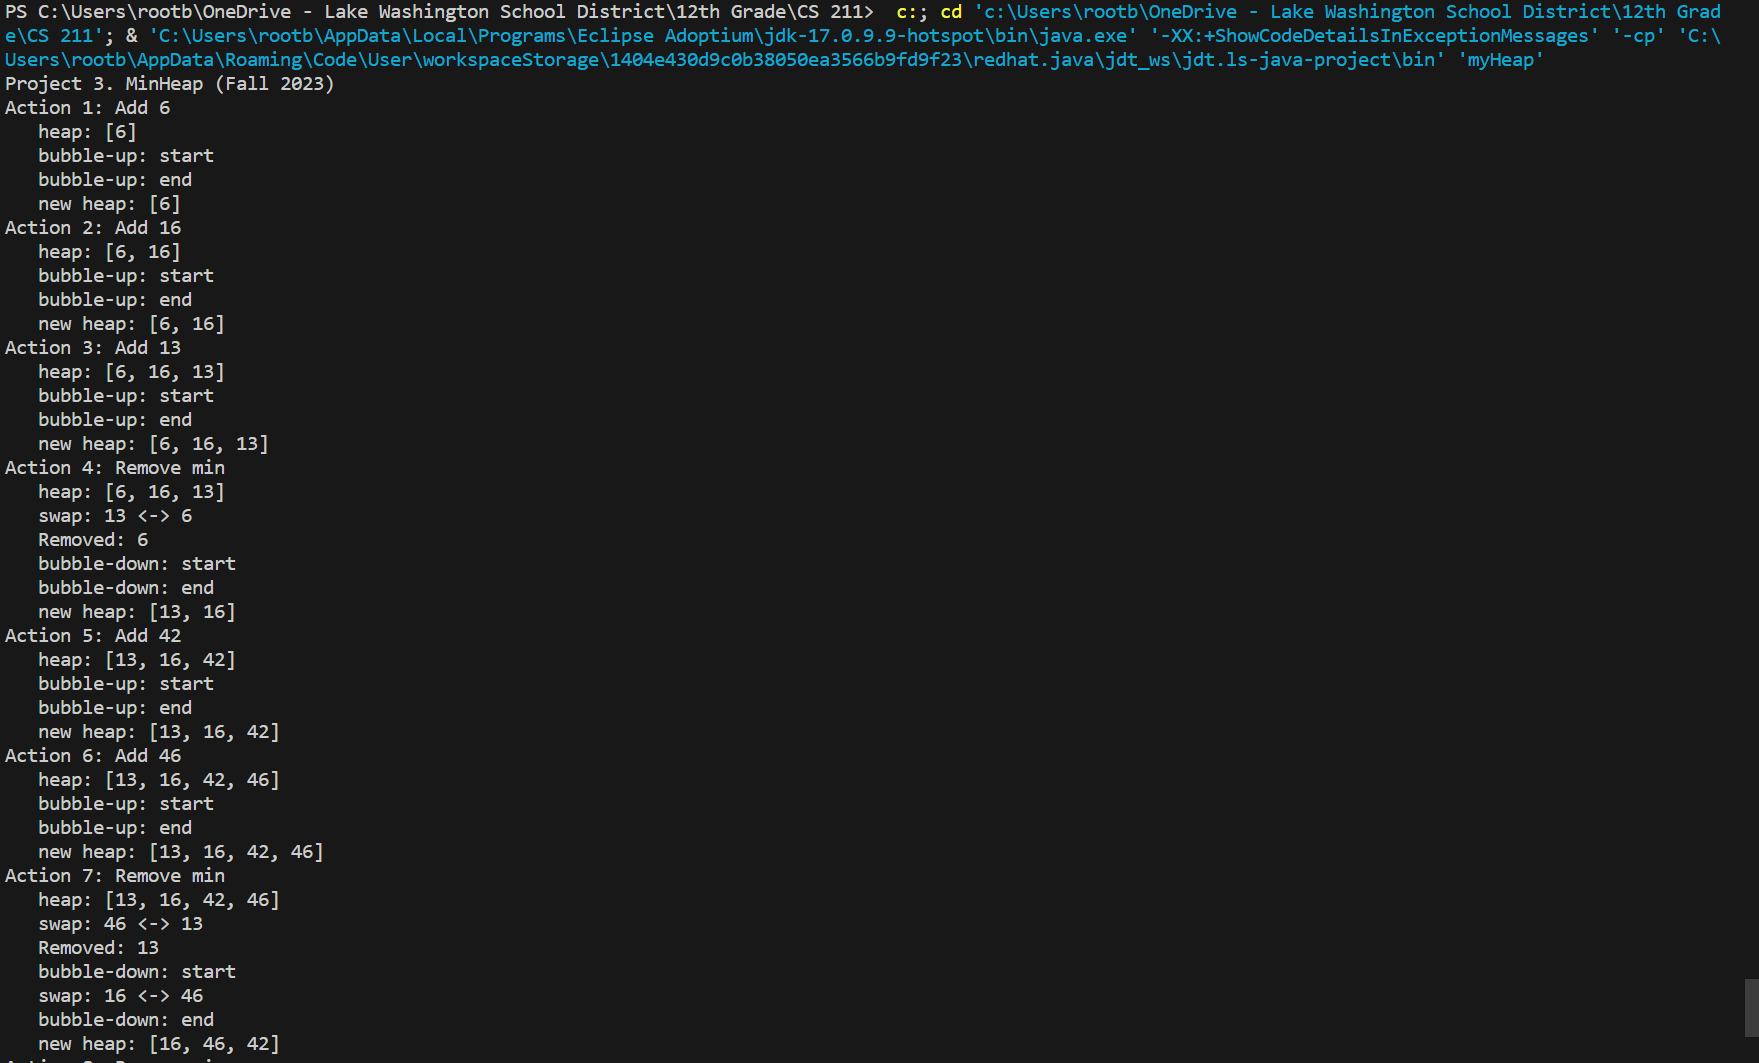 PS C:\Users\rootb\OneDrive - Lake Washington School District\12th Grade\CS 211>  c:; cd 'c:\Users\rootb\OneDrive - Lake Washington School District\12th Grad
e\CS 211'; & 'C:\Users\rootb\AppData\Local\Programs\Eclipse Adoptium\jdk-17.0.9.9-hotspot\bin\java.exe' '-XX:+ShowCodeDetailsInExceptionMessages' '-cp' 'C:\
Users\rootb\AppData\Roaming\Code\User\workspaceStorage\1404e430d9c0b38050ea3566b9fd9f23\redhat.java\jdt_ws\jdt.ls-java-project\bin' 'myHeap'
Project 3. MinHeap (Fall 2023)
Action 1: Add 6
   heap: [6]
   bubble-up: start
   bubble-up: end
   new heap: [6]
Action 2: Add 16
   heap: [6, 16]
   bubble-up: start
   bubble-up: end
   new heap: [6, 16]
Action 3: Add 13
   heap: [6, 16, 13]
   bubble-up: start
   bubble-up: end
   new heap: [6, 16, 13]
Action 4: Remove min
   heap: [6, 16, 13]
   swap: 13 <-> 6
   Removed: 6
   bubble-down: start
   bubble-down: end
   new heap: [13, 16]
Action 5: Add 42
   heap: [13, 16, 42]
   bubble-up: start
   bubble-up: end
   new heap: [13, 16, 42]
Action 6: Add 46
   heap: [13, 16, 42, 46]
   bubble-up: start
   bubble-up: end
   new heap: [13, 16, 42, 46]
Action 7: Remove min
   heap: [13, 16, 42, 46]
   swap: 46 <-> 13
   Removed: 13
   bubble-down: start
   swap: 16 <-> 46
   bubble-down: end
   new heap: [16, 46, 42]